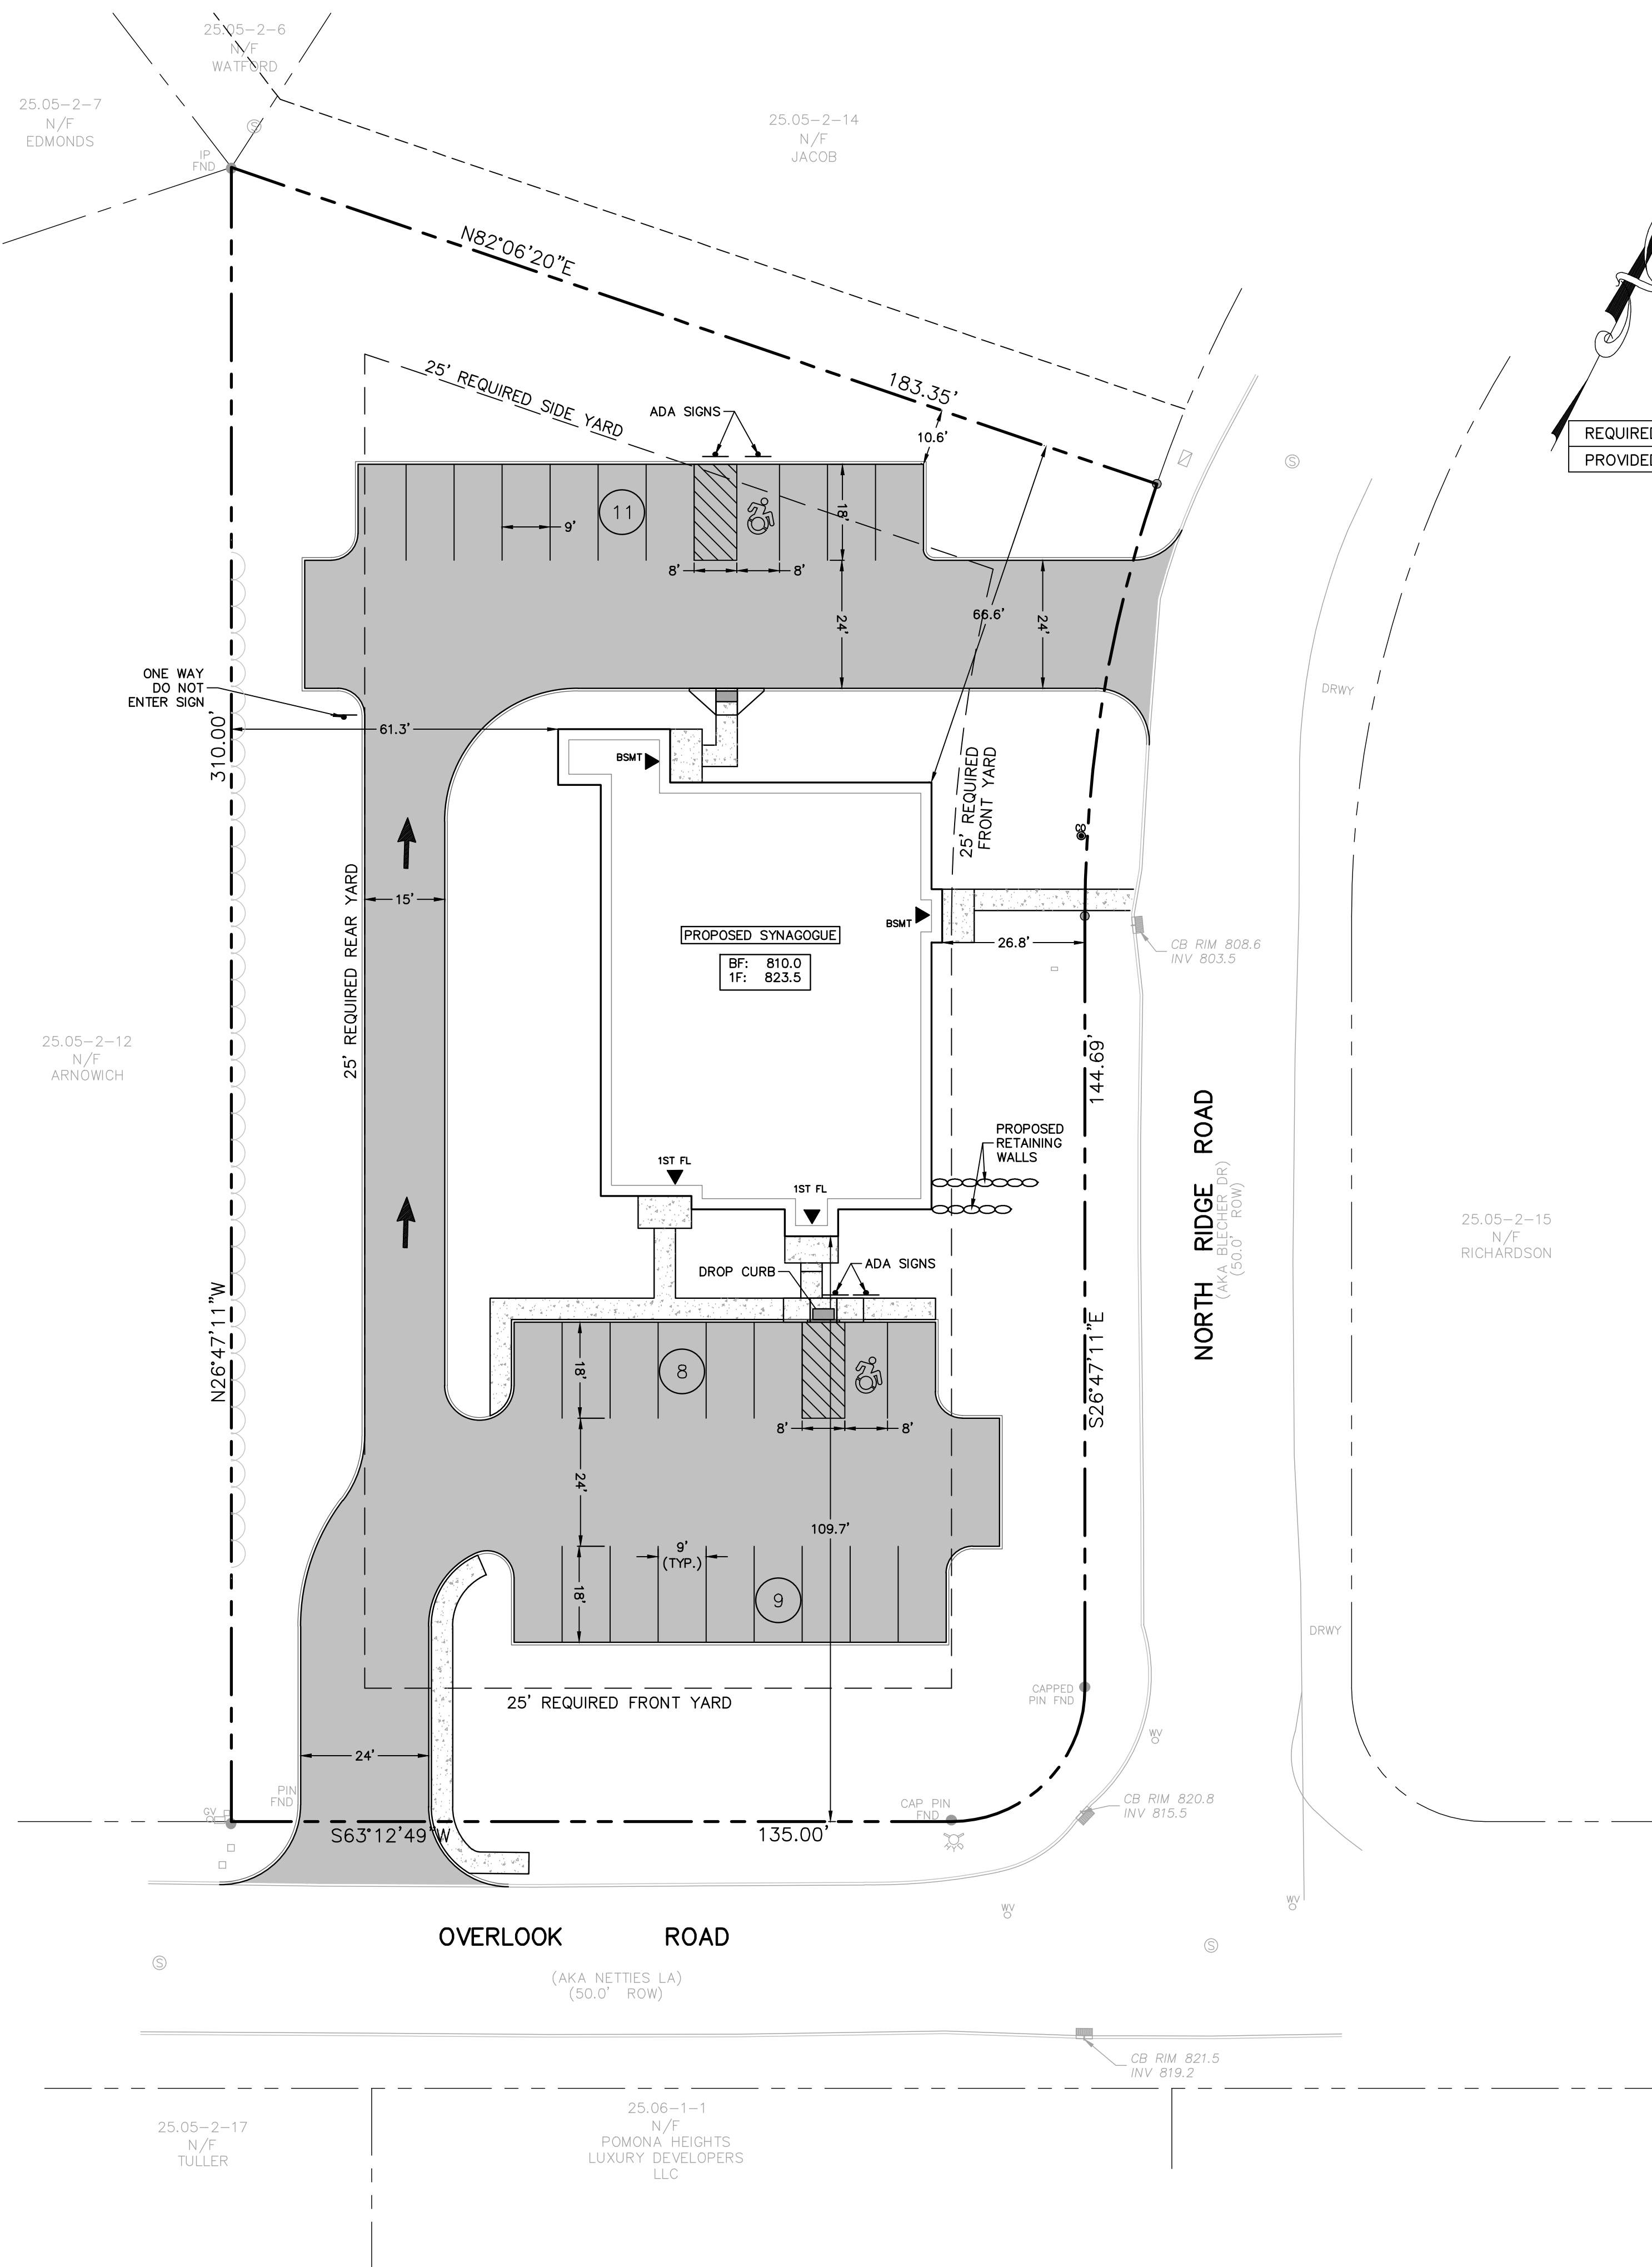 25.05-2-6
N/F
WATFORD
25.05-2-7
N/F
EDMONDS
25.05-2-14
N/F
JACOB
IP
FND
N82°06'20"E
183.35'
25' REQUIRED SIDE YARD
ADA SIGNS
10.6'
REQUIRED
PROVIDED
11
9'
18'
8'
8'
24'
66.6'
24'
ONE WAY
DO NOT
ENTER SIGN
61.3'
310.00'
DRWY
BSMT
25' REQUIRED
FRONT YARD
15'
25' REQUIRED REAR YARD
BSMT
PROPOSED SYNAGOGUE
BF: 810.0
1F: 823.5
26.8'
CB RIM 808.6
INV 803.5
25.05-2-12
N/F
ARNOWICH
144.69'
PROPOSED
RETAINING
WALLS
1ST FL
1ST FL
NORTH RIDGE ROAD
(AKA BLECHER DR)
(50.0' ROW)
25.05-2-15
N/F
RICHARDSON
DROP CURB
ADA SIGNS
N26°47'11"W
S26°47'11"E
18'
8
8'
8'
24'
109.7'
9'
(TYP.)
18'
9
DRWY
25' REQUIRED FRONT YARD
CAPPED
PIN FND
WV
24'
PIN
FND
GV
CAP PIN
FND
CB RIM 820.8
INV 815.5
S63°12'49"W
135.00'
WV
WV
OVERLOOK ROAD
S
S
S
S
(AKA NETTIES LA)
(50.0' ROW)
CB RIM 821.5
INV 819.2
25.05-2-17
N/F
TULLER
25.06-1-1
N/F
POMONA HEIGHTS
LUXURY DEVELOPERS
LLC